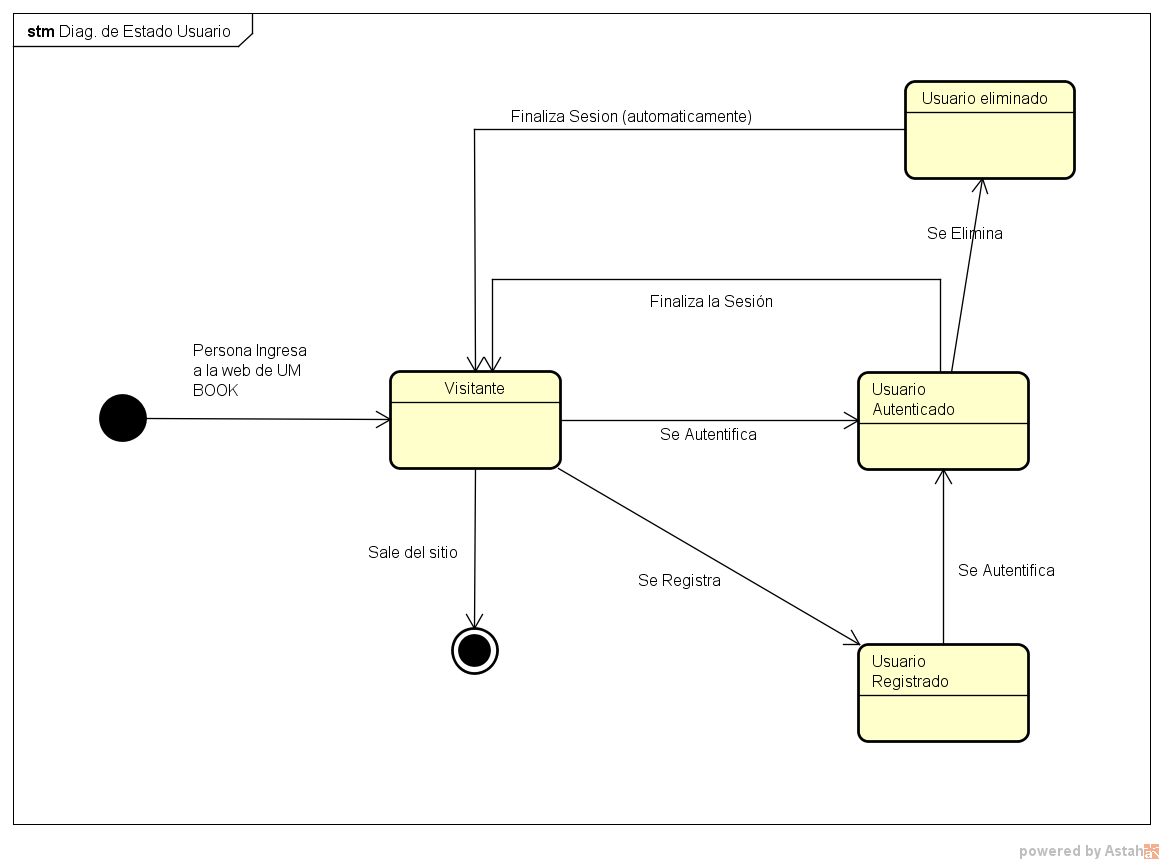 stm Diag. de Estado Usuario
Usuario eliminado
Finaliza Sesion (automaticamente)
Se Elimina
Finaliza la Sesión
Persona Ingresa
a la web de UM
BOOK
Visitante
Usuario
Autenticado
Se Autentifica
Sale del sitio
Se Registra
Se Autentifica
Usuario
Registrado
powered by Astah